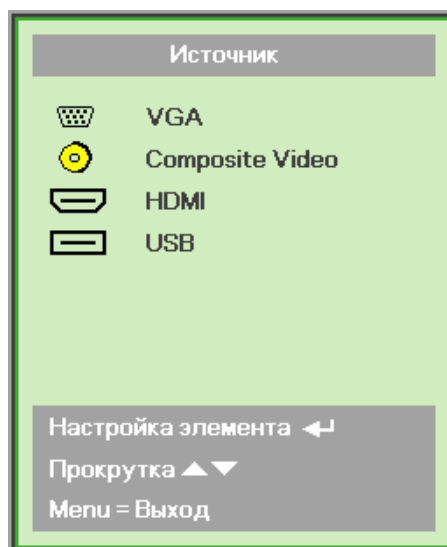 Источник
VGA
Composite Video
HDMI
USB
Настройка элемента
Прокрутка
Menu = Выход